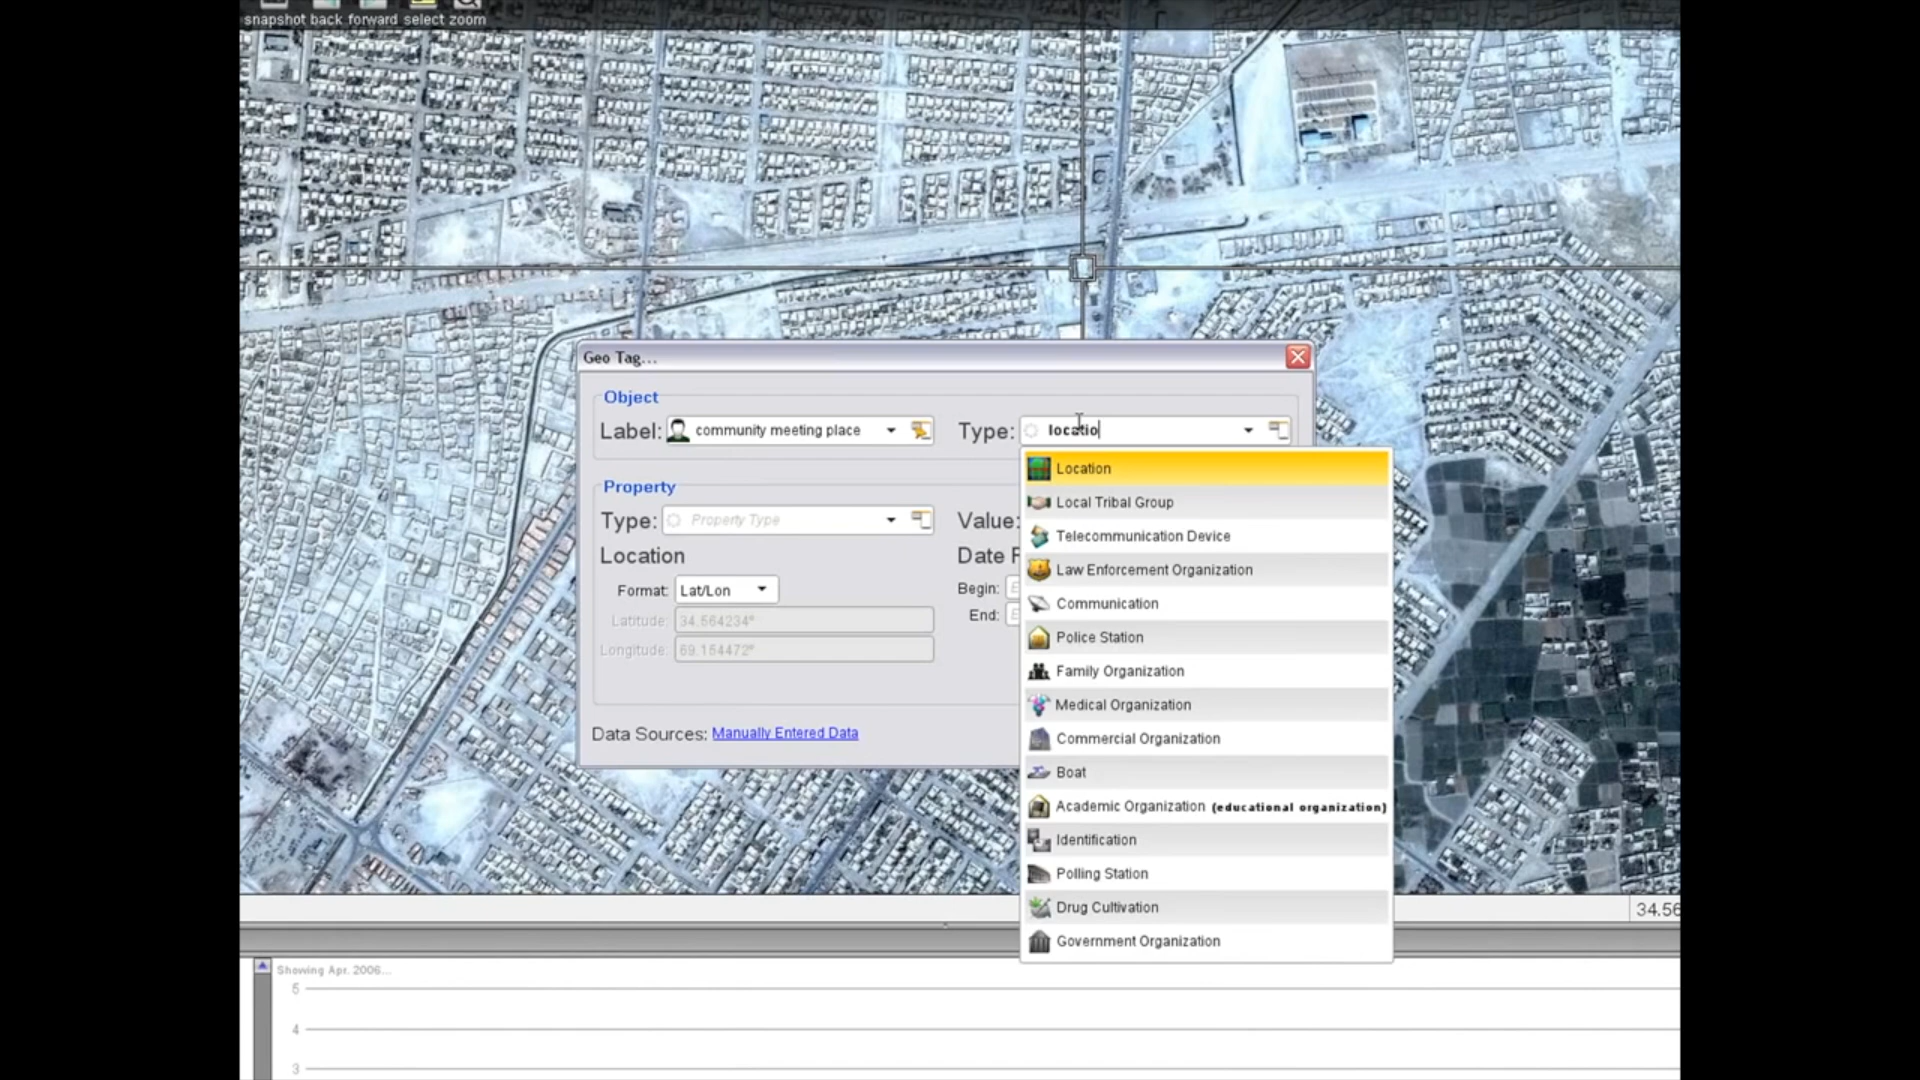 snapshot back forward select zoom
Geo Tag...
Object
Label: community meeting place
Type: locatio
Location
Local Tribal Group
Telecommunication Device
Law Enforcement Organization
Communication
Police Station
Family Organization
Medical Organization
Commercial Organization
Boat
Academic Organization (educational organization)
Identification
Polling Station
Drug Cultivation
Government Organization
Property
Type: Property Type
Value:
Location
Date
Format: Lat/Lon
Begin:
Latitude: 34.564234°
End:
Longitude: 69.154472°
Data Sources: Manually Entered Data
34.56
Showing Apr. 2006...
5
4
3